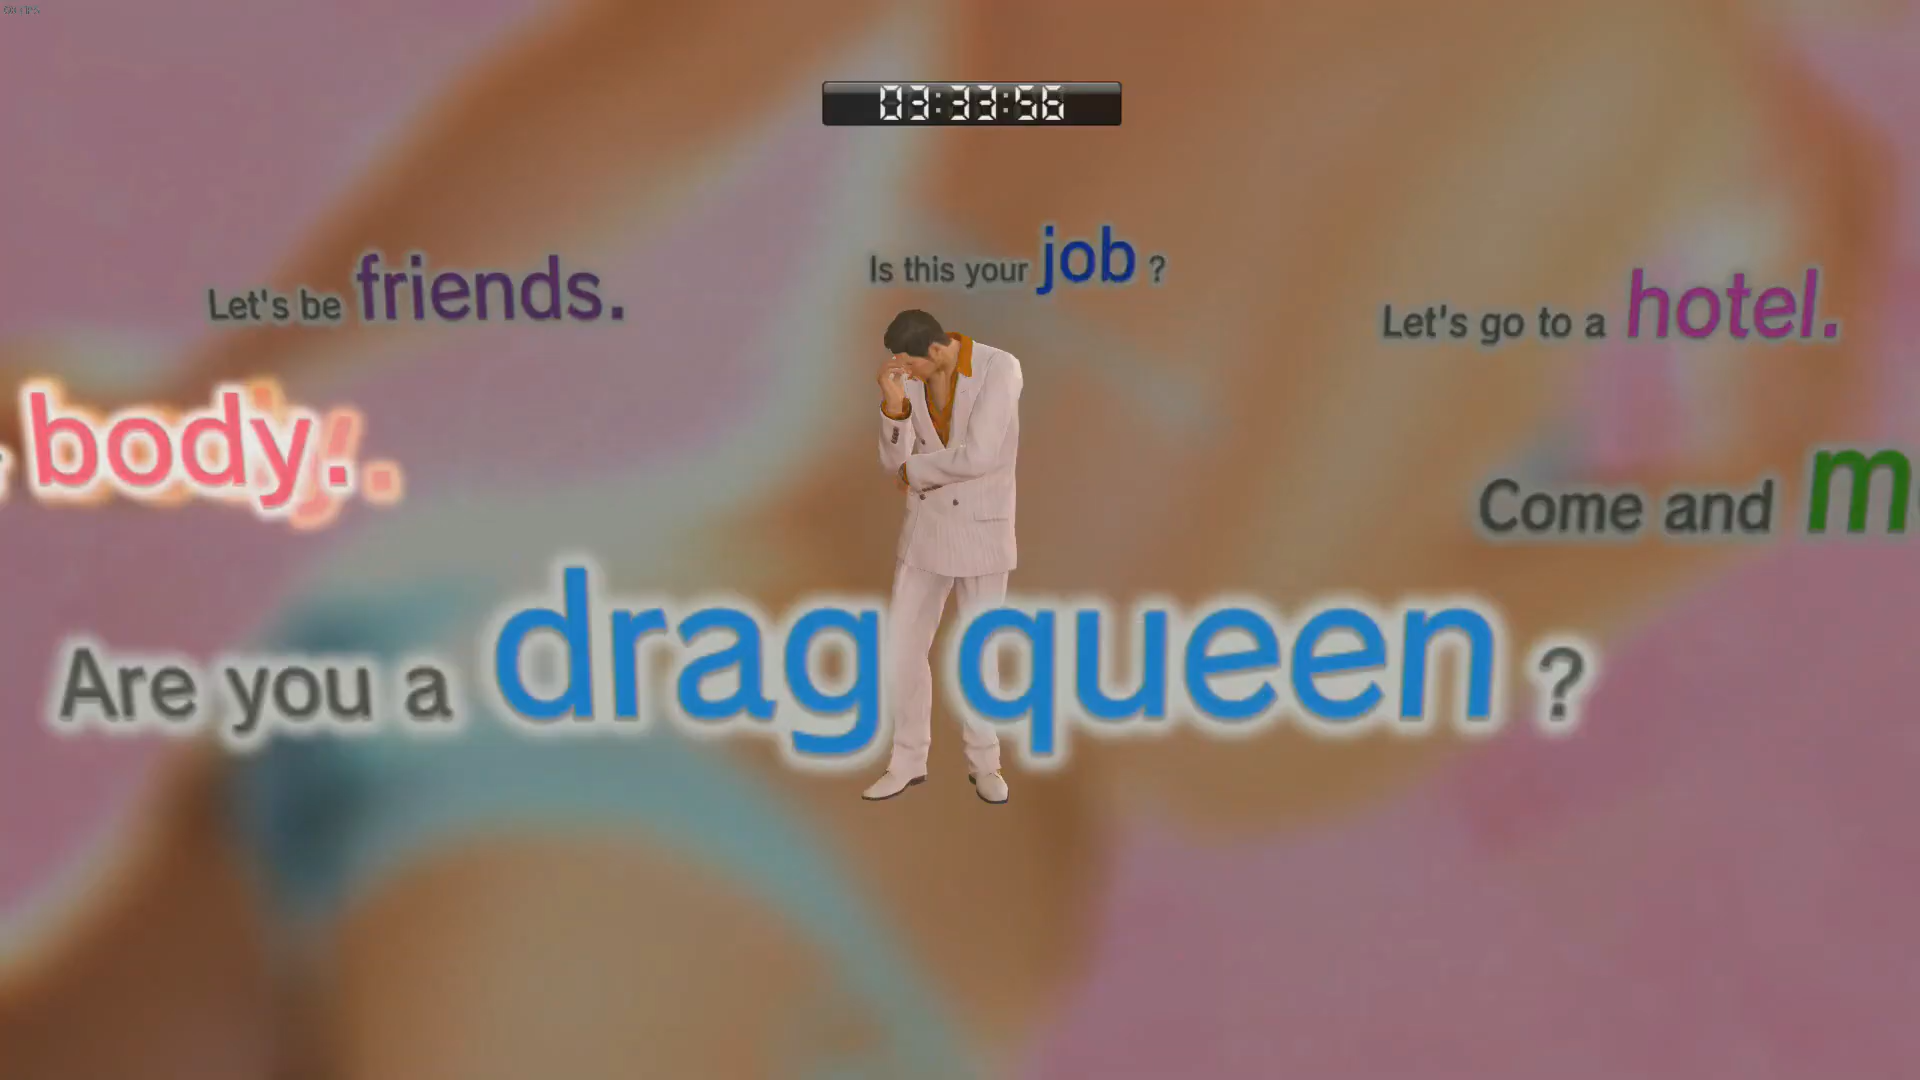 03:33:56
Let's be friends.
Is this your job ?
Let's go to a hotel.
body.
Come and
Are you a drag queen ?